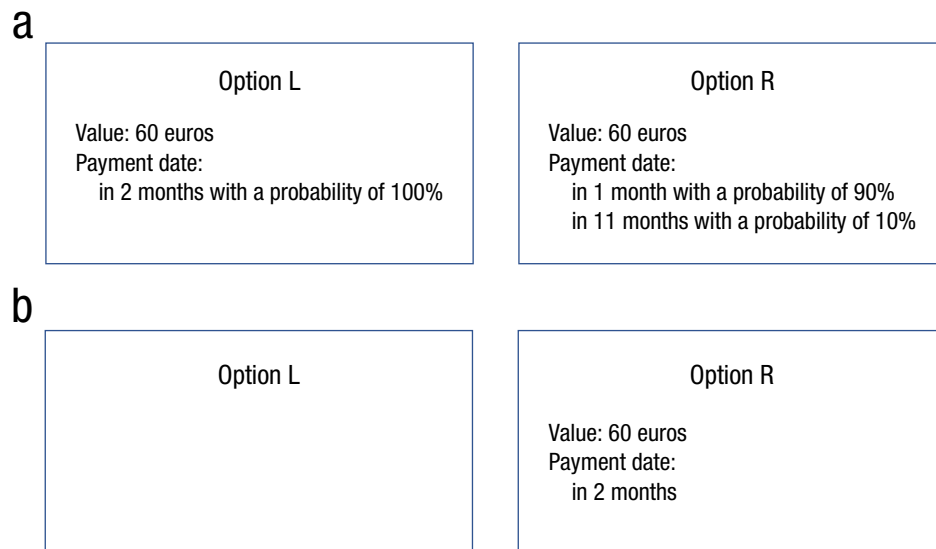 a
Option L
Value: 60 euros
Payment date:
in 2 months with a probability of 100%
Option R
Value: 60 euros
Payment date:
in 1 month with a probability of 90%
in 11 months with a probability of 10%
b
Option L
Option R
Value: 60 euros
Payment date:
in 2 months